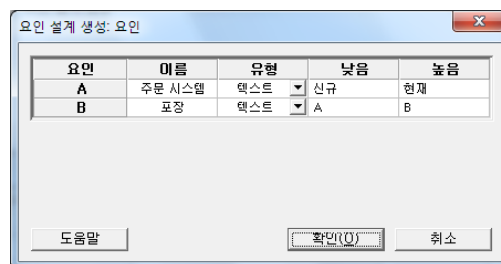 요인 설계 생성: 요인
요인 이름 유형 낮음 높음
A 주문 시스템 텍스트 신규 현재
B 포장 텍스트 A B
도움말 확인(O) 취소